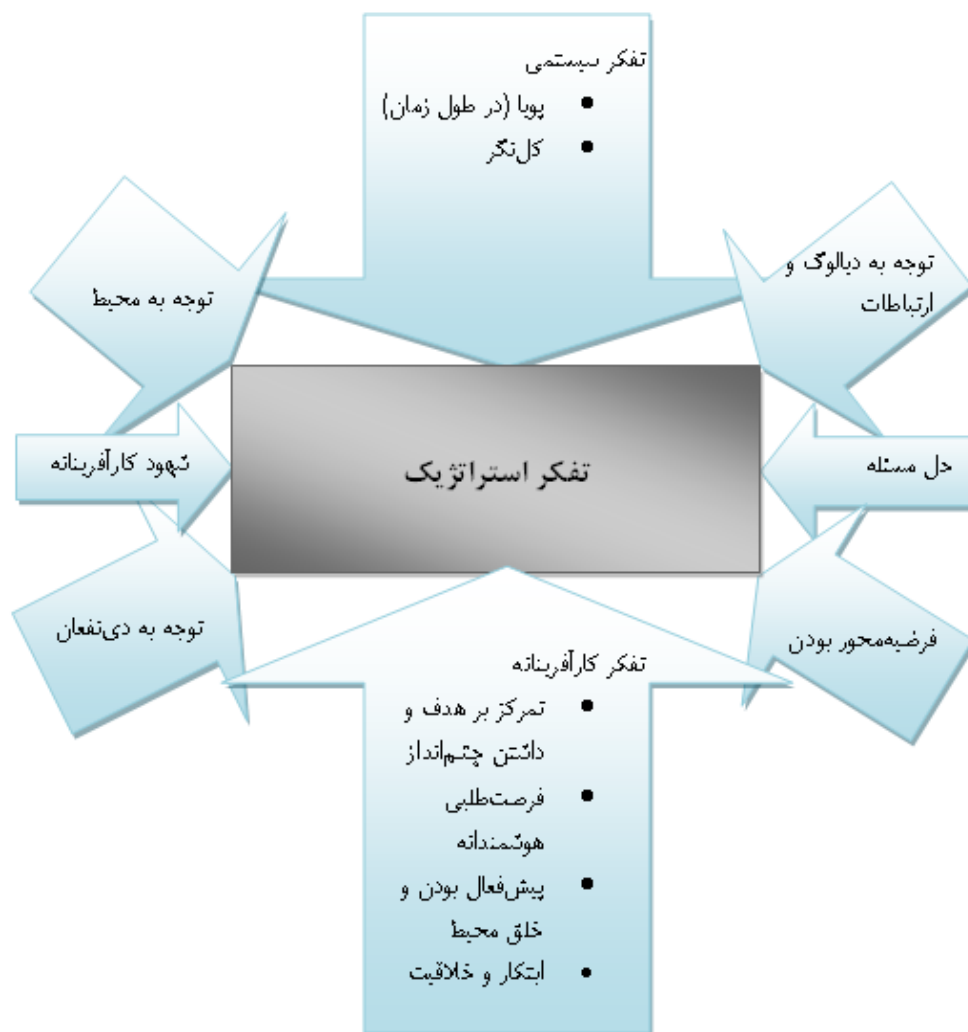 تفکر سیستمی
● پویا (در طول زمان)
● کل‌نگر
توجه به دیالوگ و
ارتباطات
توجه به محیط
حل مسئله
تفکر استراتژیک
شهود کارآفرینانه
فرضیه‌محور بودن
توجه به ذی‌نفعان
تفکر کارآفرینانه
● تمرکز بر هدف و
داشتن چشم‌انداز
● فرصت‌طلبی
هوشمندانه
● پیش‌فعال بودن و
خلق محیط
● ابتکار و خلاقیت